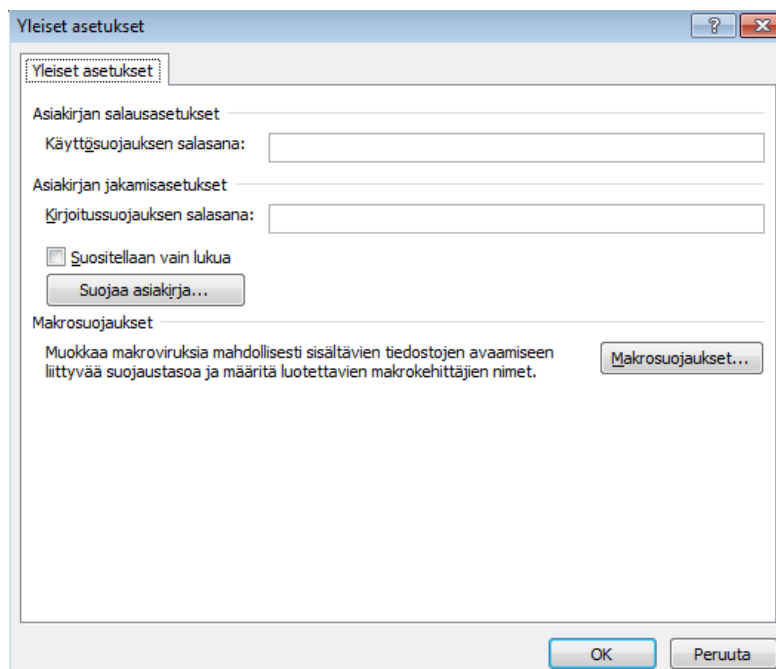 Yleiset asetukset
Yleiset asetukset
Asiakirjan salausasetukset
Käyttösuojauksen salasana:
Asiakirjan jakamisasetukset
Kirjoitussuojauksen salasana:
Suositellaan vain lukua
Suojaa asiakirja...
Makrosuojaukset
Muokkaa makroviruksia mahdollisesti sisältävien tiedostojen avaamiseen
liittyvää suojaustasoa ja määritä luotettavien makrokehittäjien nimet.
Makrosuojaukset...
OK
Peruuta